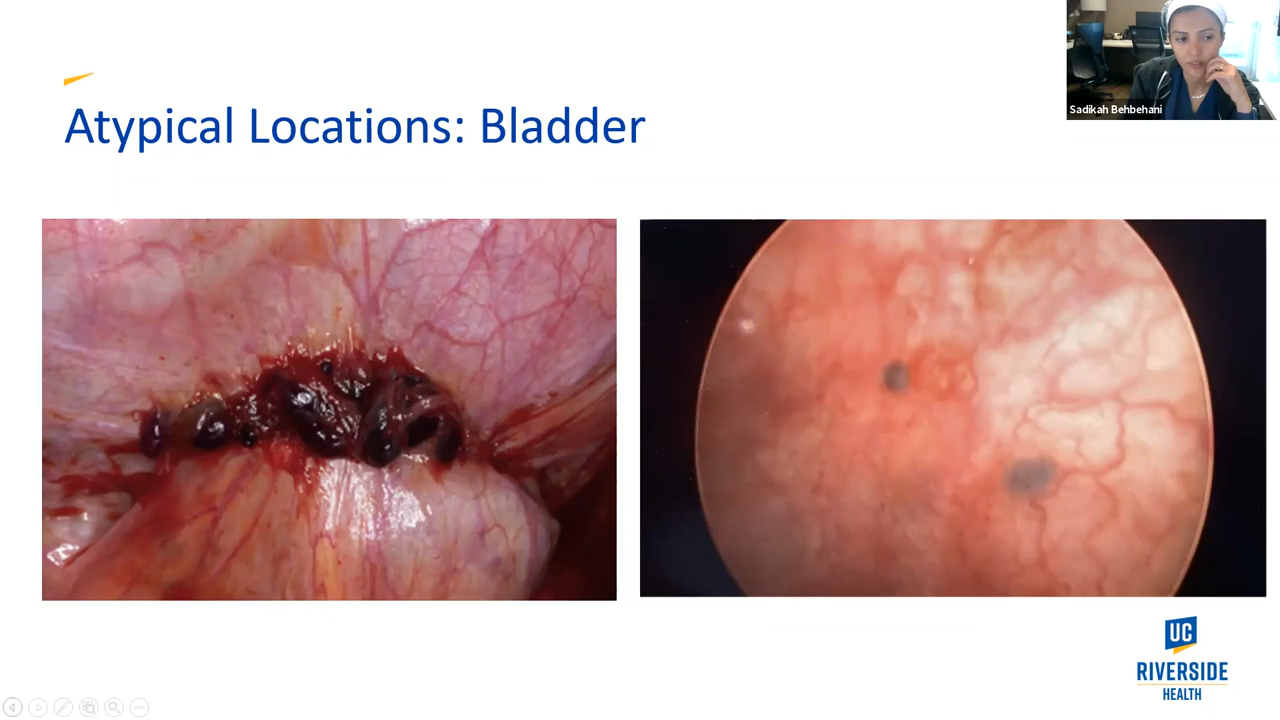 Sadikah Behbehani
Atypical Locations: Bladder
UC
RIVERSIDE
HEALTH